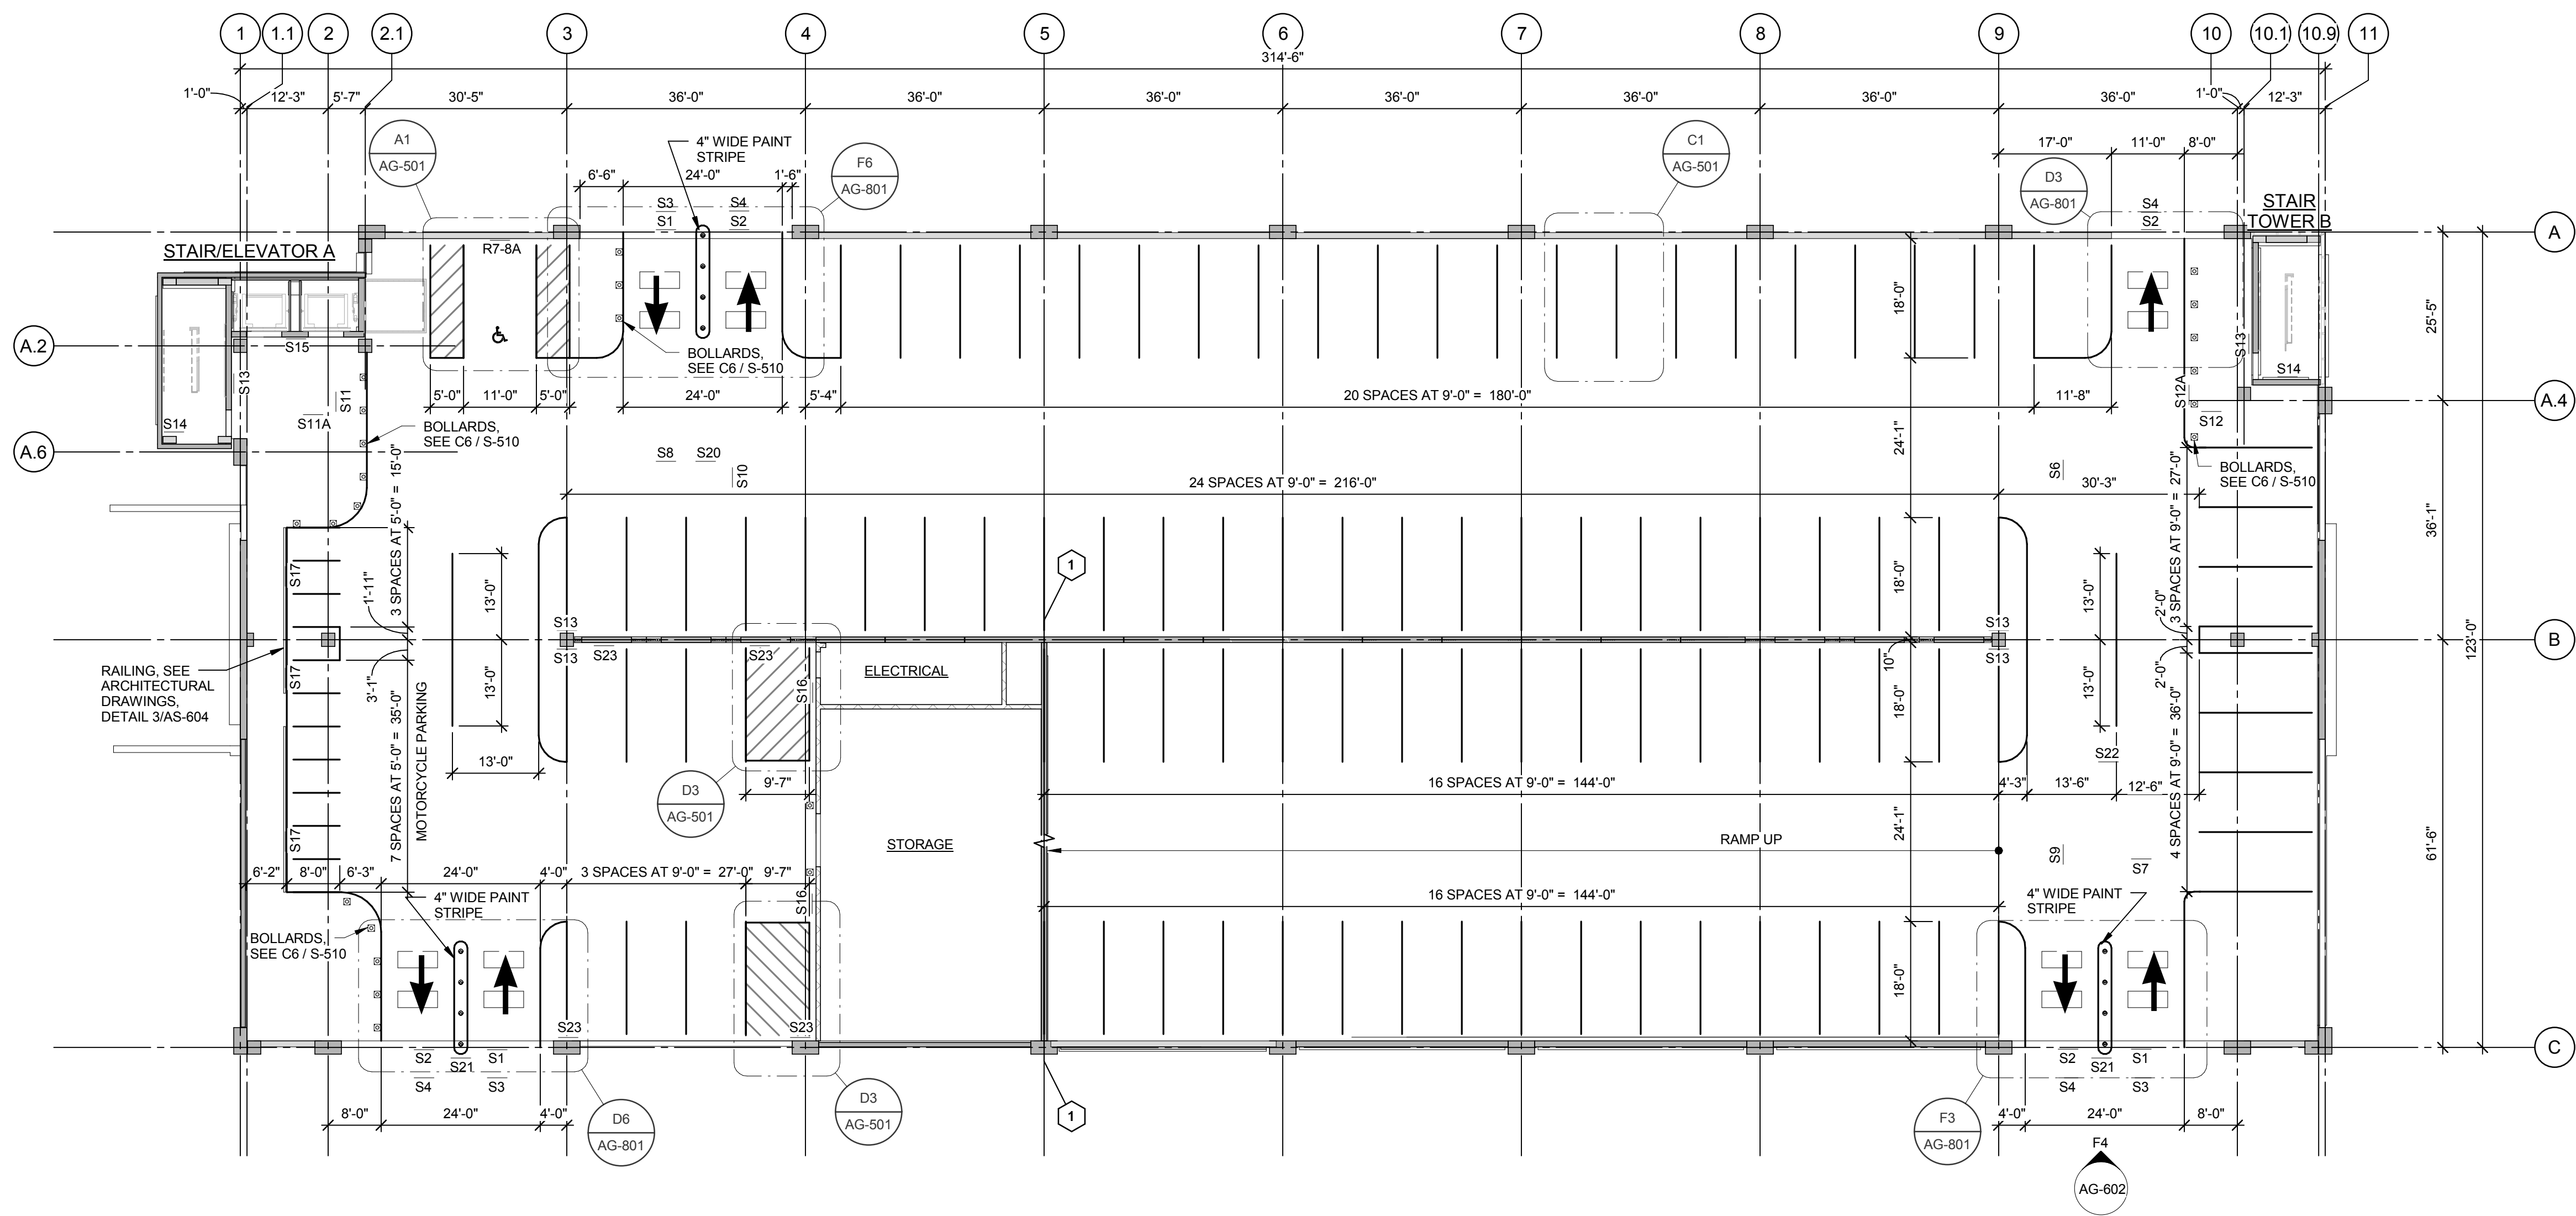 1
1.1
2
2.1
3
4
5
6
7
8
9
10
10.1
10.9
11
314'-6"
1'-0"
12'-3"
5'-7"
30'-5"
36'-0"
36'-0"
36'-0"
36'-0"
36'-0"
36'-0"
36'-0"
1'-0"
12'-3"
A1
AG-501
4" WIDE PAINT
STRIPE
F6
AG-801
C1
AG-501
17'-0"
11'-0"
8'-0"
D3
AG-801
6'-6"
24'-0"
1'-6"
S3
S1
S4
S2
S4
S2
STAIR
TOWER B
A
STAIR/ELEVATOR A
R7-8A
18'-0"
25'-5"
A.2
S15
S13
S11
S11A
S14
BOLLARDS,
SEE C6 / S-510
S13
S14
S12A
S12
A.4
5'-0"
11'-0"
5'-0"
24'-0"
5'-4"
20 SPACES AT 9'-0" = 180'-0"
11'-8"
BOLLARDS,
SEE C6 / S-510
A.6
S8
S20
S10
24'-1"
S6
BOLLARDS,
SEE C6 / S-510
24 SPACES AT 9'-0" = 216'-0"
30'-3"
3 SPACES AT 5'-0" = 15'-0"
3 SPACES AT 9'-0" = 27'-0"
36'-1"
1
S17
1'-11"
13'-0"
18'-0"
13'-0"
2'-0"
S13
S13
S13
S13
S23
S23
B
123'-0"
RAILING, SEE
ARCHITECTURAL
DRAWINGS,
DETAIL 3/AS-604
S17
3'-1"
13'-0"
S16
ELECTRICAL
10"
18'-0"
13'-0"
2'-0"
7 SPACES AT 5'-0" = 35'-0"
MOTORCYCLE PARKING
13'-0"
D3
AG-501
9'-7"
16 SPACES AT 9'-0" = 144'-0"
4'-3"
13'-6"
12'-6"
S22
4 SPACES AT 9'-0" = 36'-0"
S17
STORAGE
RAMP UP
24'-1"
S9
S7
61'-6"
6'-2"
8'-0"
6'-3"
24'-0"
4'-0"
3 SPACES AT 9'-0" = 27'-0"
9'-7"
16 SPACES AT 9'-0" = 144'-0"
4" WIDE PAINT
STRIPE
S16
4" WIDE PAINT
STRIPE
BOLLARDS,
SEE C6 / S-510
18'-0"
S23
S23
C
S2
S21
S1
S4
S3
S2
S21
S1
S4
S3
8'-0"
24'-0"
4'-0"
D6
AG-801
D3
AG-501
1
F3
AG-801
4'-0"
24'-0"
8'-0"
F4
AG-602